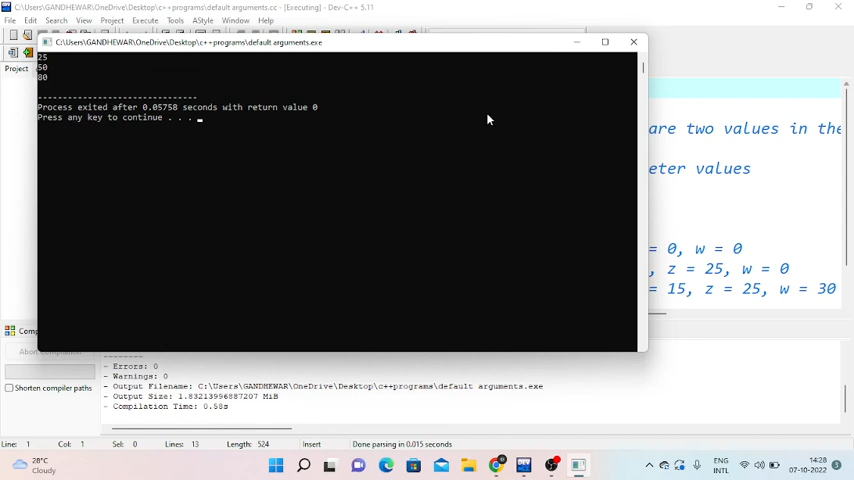 C:\Users\GANDHEWAR\OneDrive\Desktop\c++programs\default arguments.cc - [Executing] - Dev-C++ 5.11
File Edit Search View Project Execute Tools AStyle Window Help
C:\Users\GANDHEWAR\OneDrive\Desktop\c++programs\default arguments.exe
Project
25
50
80
--------------------------------
Process exited after 0.05758 seconds with return value 0
Press any key to continue . . .
are two values in the
eter values
= 0, w = 0
, z = 25, w = 0
= 15, z = 25, w = 30
Comp
Abort Compilation
Shorten compiler paths
--------
- Errors: 0
- Warnings: 0
- Output Filename: C:\Users\GANDHEWAR\OneDrive\Desktop\c++programs\default arguments.exe
- Output Size: 1.83213996887207 MiB
- Compilation Time: 0.58s
Line: 1 Col: 1 Sel: 0 Lines: 13 Length: 524 Insert Done parsing in 0.015 seconds
28°C
Cloudy
DEV
ENG
INTL
14:28
07-10-2022
3